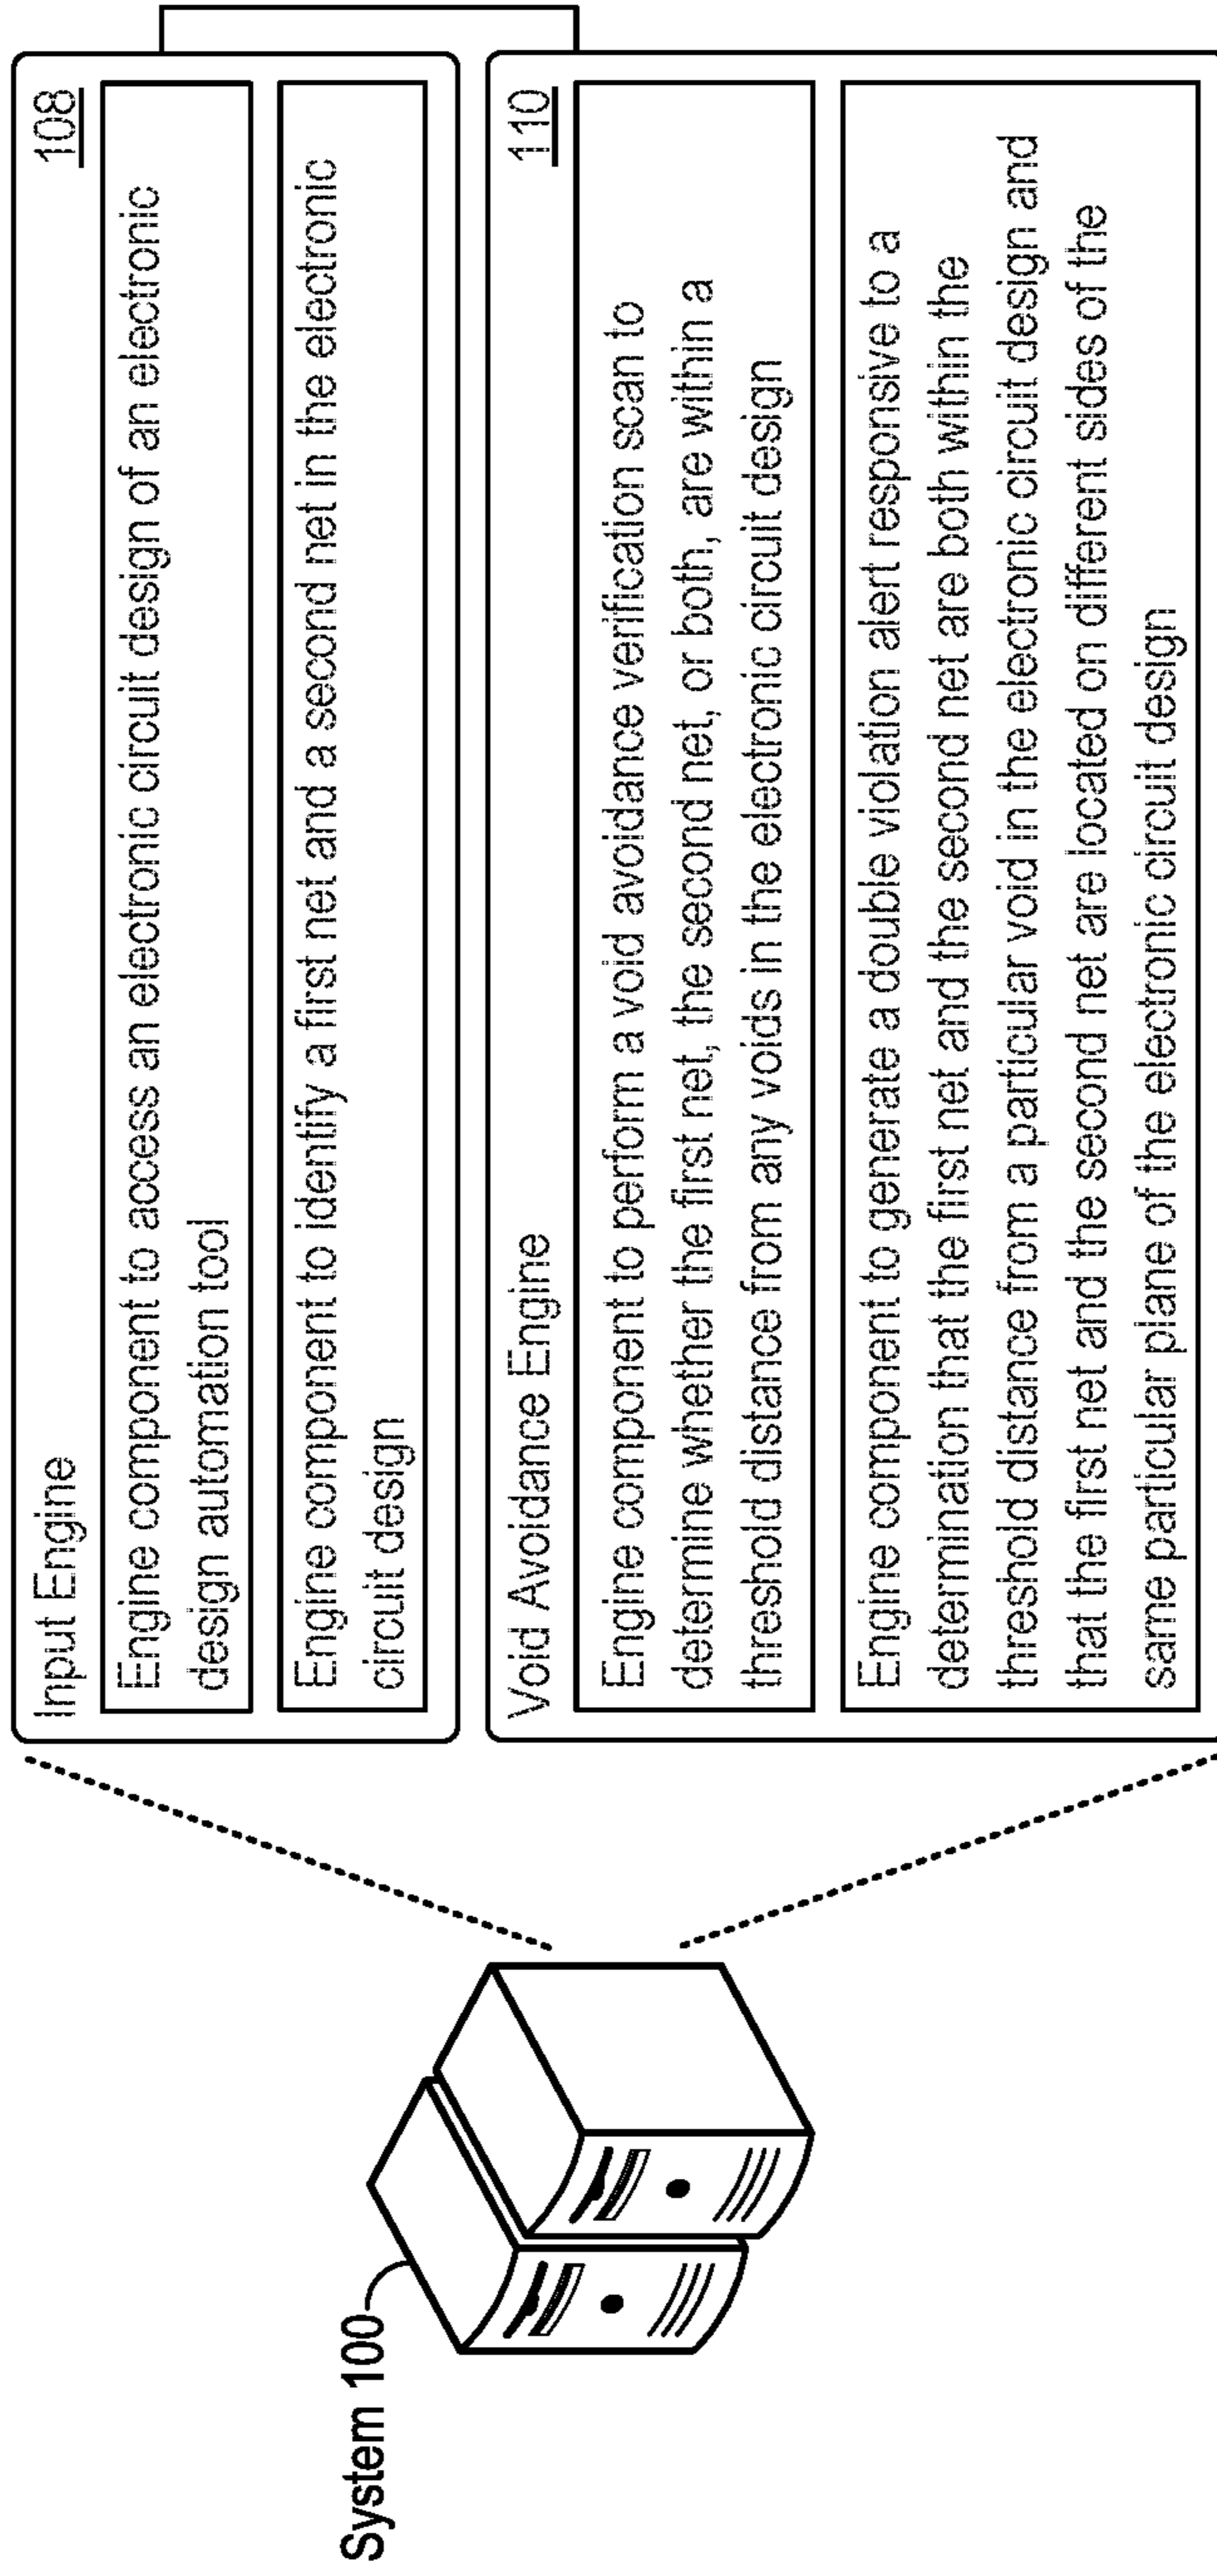 System 100
Input Engine
108
Engine component to access an electronic circuit design of an electronic
design automation tool
Engine component to identify a first net and a second net in the electronic
circuit design
Void Avoidance Engine
110
Engine component to perform a void avoidance verification scan to
determine whether the first net, the second net, or both, are within a
threshold distance from any voids in the electronic circuit design
Engine component to generate a double violation alert responsive to a
determination that the first net and the second net are both within the
threshold distance from a particular void in the electronic circuit design and
that the first net and the second net are located on different sides of the
same particular plane of the electronic circuit design